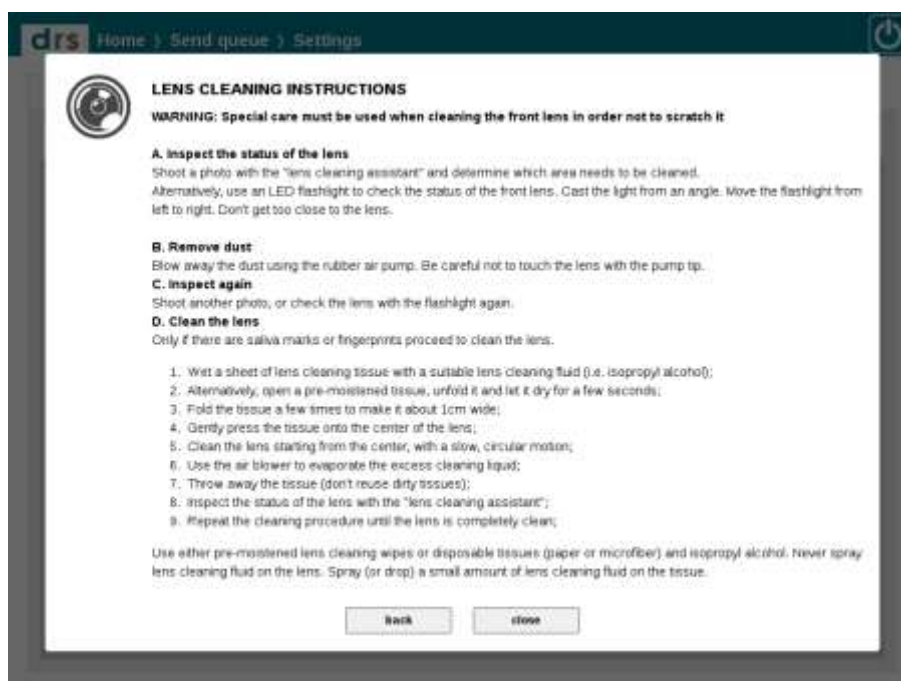 drs Home > Send queue > Settings
LENS CLEANING INSTRUCTIONS
WARNING: Special care must be used when cleaning the front lens in order not to scratch it
A. Inspect the status of the lens
Shoot a photo with the "lens cleaning assistant" and determine which area needs to be cleaned.
Alternatively, use an LED flashlight to check the status of the front lens. Cast the light from an angle. Move the flashlight from
left to right. Don't get too close to the lens.
B. Remove dust
Blow away the dust using the rubber air pump. Be careful not to touch the lens with the pump tip.
C. Inspect again
Shoot another photo, or check the lens with the flashlight again.
D. Clean the lens
Only if there are saliva marks or fingerprints proceed to clean the lens.
1. Wet a sheet of lens cleaning tissue with a suitable lens cleaning fluid (i.e. isopropyl alcohol);
2. Alternatively, open a pre-moistened tissue, unfold it and let it dry for a few seconds;
3. Fold the tissue a few times to make it about 1cm wide;
4. Gently press the tissue onto the center of the lens;
5. Clean the lens starting from the center, with a slow, circular motion;
6. Use the air blower to evaporate the excess cleaning liquid;
7. Throw away the tissue (don't reuse dirty tissues);
8. Inspect the status of the lens with the "lens cleaning assistant";
9. Repeat the cleaning procedure until the lens is completely clean;
Use either pre-moistened lens cleaning wipes or disposable tissues (paper or microfiber) and isopropyl alcohol. Never spray
lens cleaning fluid on the lens. Spray (or drop) a small amount of lens cleaning fluid on the tissue.
back close